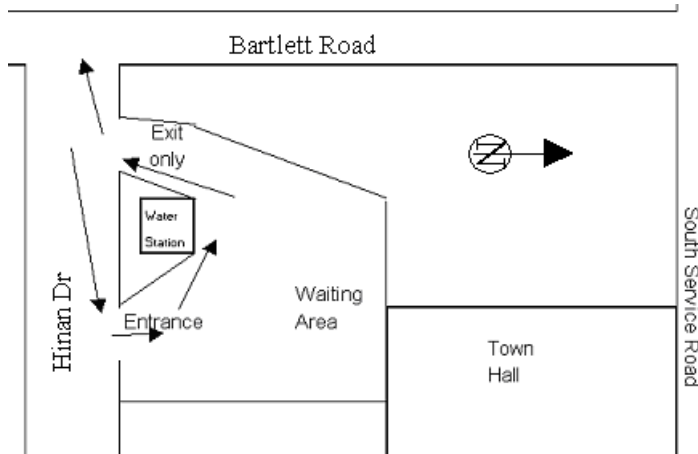 Bartlett Road
Exit
only
N
Water
Station
South Service Road
Hinan Dr
Entrance
Waiting
Area
Town
Hall